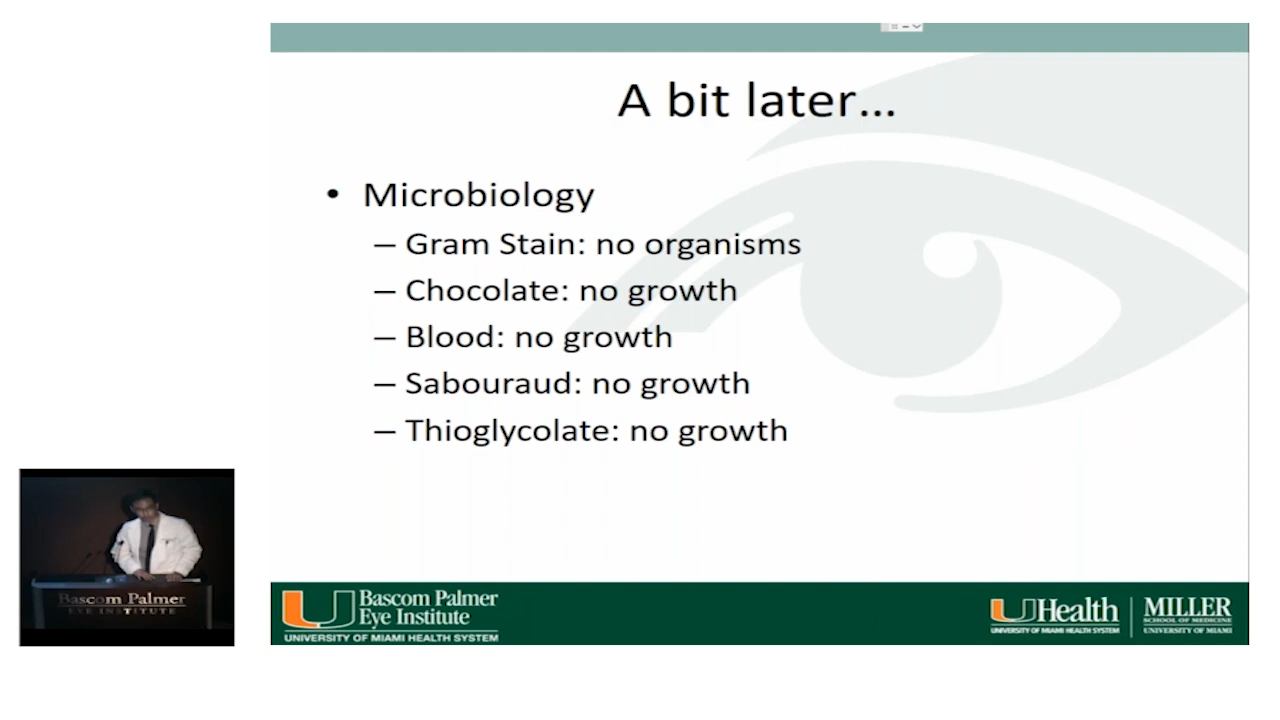 A bit later...
• Microbiology
– Gram Stain: no organisms
– Chocolate: no growth
– Blood: no growth
– Sabouraud: no growth
– Thioglycolate: no growth
Bascom Palmer
EYE INSTITUTE
Bascom Palmer
Eye Institute
UNIVERSITY OF MIAMI HEALTH SYSTEM
UHealth
UNIVERSITY OF MIAMI HEALTH SYSTEM
MILLER
SCHOOL OF MEDICINE
UNIVERSITY OF MIAMI